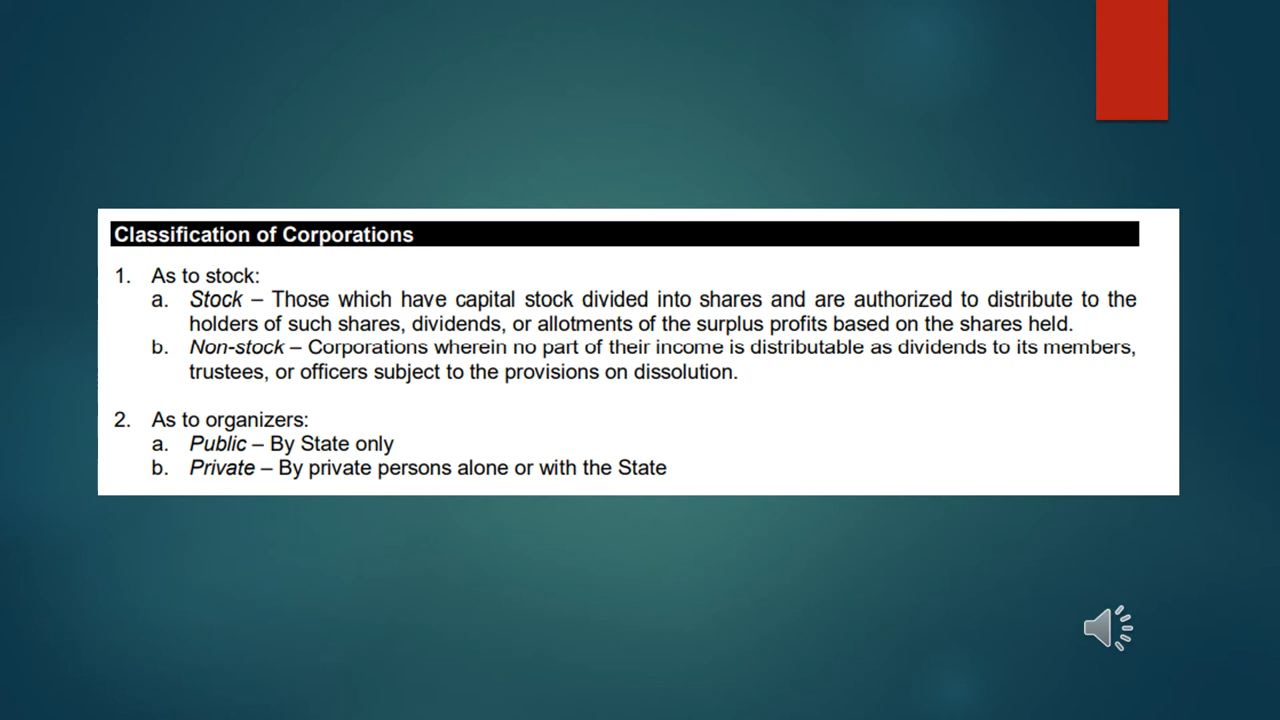 Classification of Corporations
1. As to stock:
a. Stock – Those which have capital stock divided into shares and are authorized to distribute to the
holders of such shares, dividends, or allotments of the surplus profits based on the shares held.
b. Non-stock – Corporations wherein no part of their income is distributable as dividends to its members,
trustees, or officers subject to the provisions on dissolution.
2. As to organizers:
a. Public – By State only
b. Private – By private persons alone or with the State